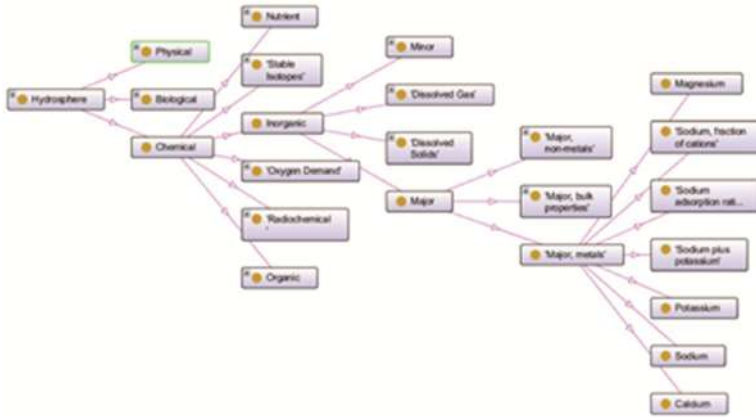 Nutrient
Physical
'Stable
Isotopes'
Minor
Hydrosphere
Biological
'Dissolved Gas'
Inorganic
Chemical
'Dissolved
Solids'
'Oxygen Demand'
Major
'Radiochemical
'
Organic
'Major,
non-metals'
'Major, bulk
properties'
'Major, metals'
Magnesium
'Sodium, fraction
of cations'
'Sodium
adsorption rati...
'Sodium plus
potassium'
Potassium
Sodium
Calcium